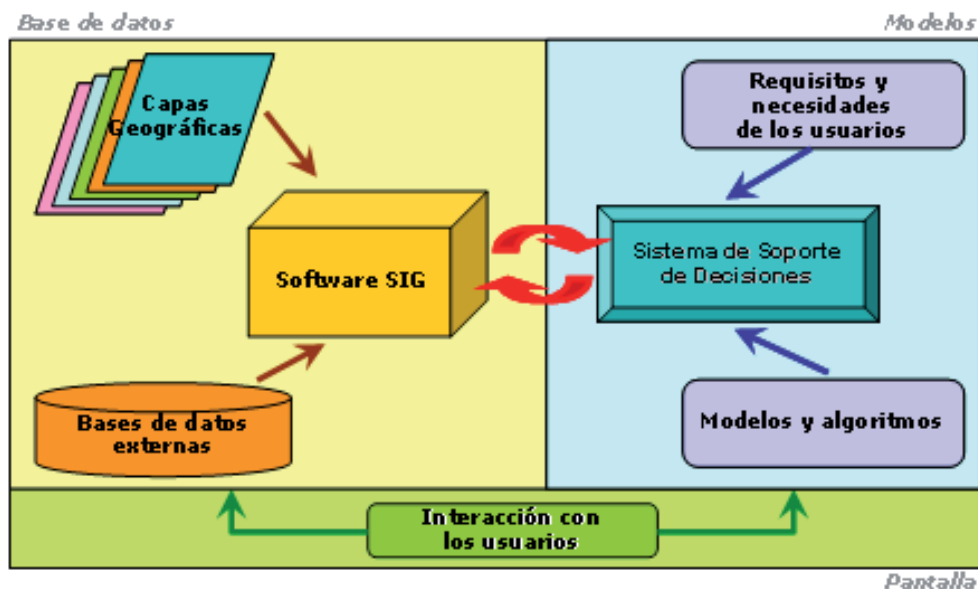 Base de datos
Modelos
Capas
Geográficas
Requisitos y
necesidades
de los usuarios
Software SIG
Sistema de Soporte
de Decisiones
Bases de datos
externas
Modelos y algoritmos
Interacción con
los usuarios
Pantalla